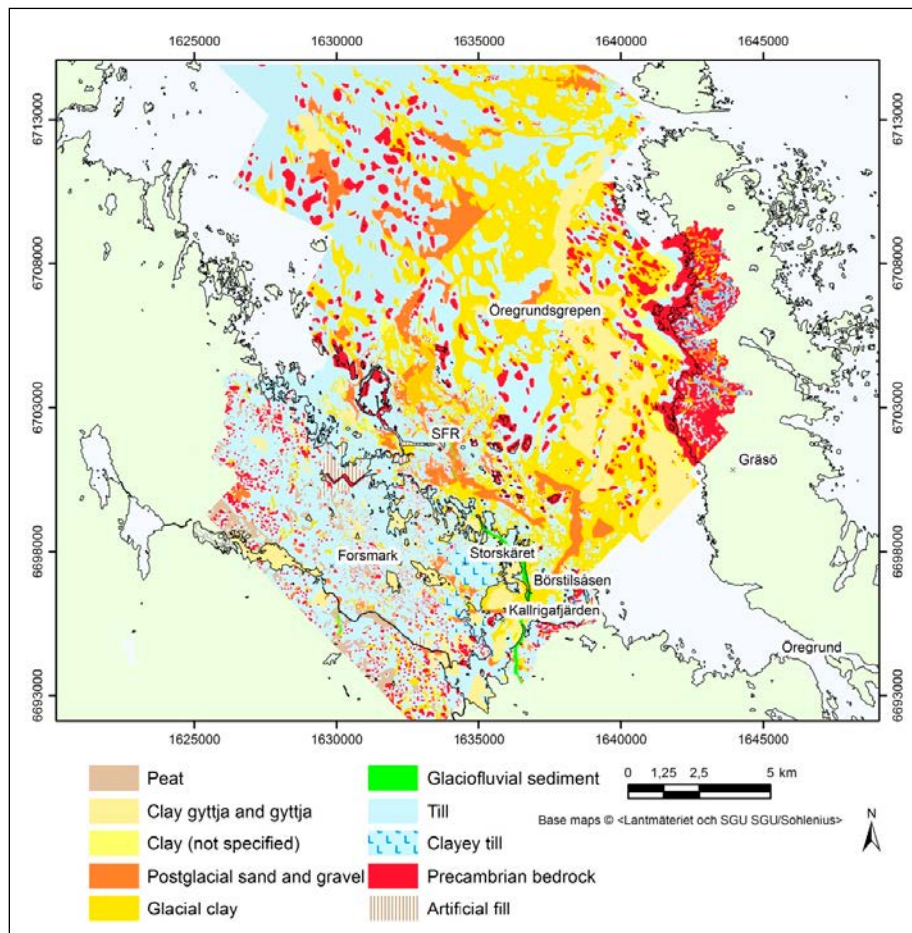 1625000 1630000 1635000 1640000 1645000
6713000 6713000
6708000 6708000
Öregrundsgrepen
6703000 6703000
SFR
Gräsö
6698000 6698000
Forsmark
Storskäret
Börstilsåsen
Kallrigafjärden
Öregrund
6693000 6693000
1625000 1630000 1635000 1640000 1645000
Peat
Clay gyttja and gyttja
Clay (not specified)
Postglacial sand and gravel
Glacial clay
Glaciofluvial sediment
Till
Clayey till
Precambrian bedrock
Artificial fill
0 1,25 2,5 5 km
Base maps © <Lantmäteriet och SGU SGU/Sohlenius>
N